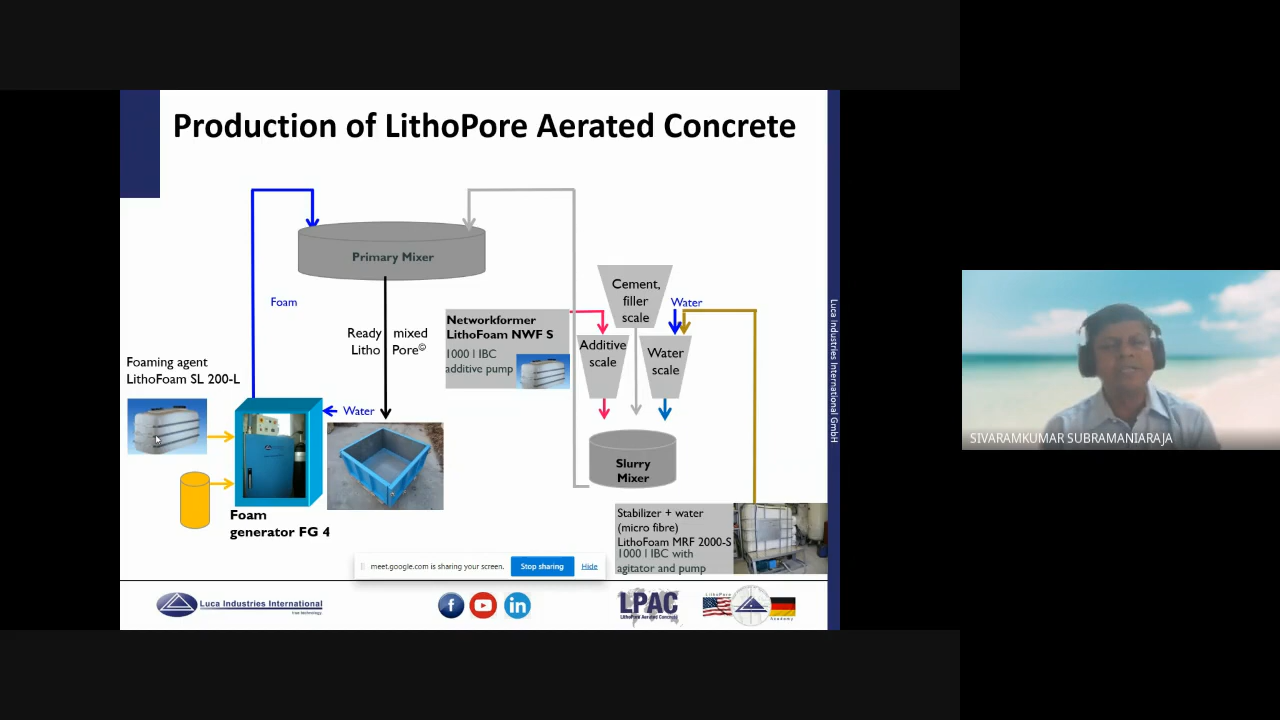 Production of LithoPore Aerated Concrete
Primary Mixer
Foam
Ready mixed
Litho Pore©
Foaming agent
LithoFoam SL 200-L
Water
Foam
generator FG 4
Networkformer
LithoFoam NWF S
1000 l IBC
additive pump
Cement,
filler
scale
Water
Additive
scale
Water
scale
Slurry
Mixer
Stabilizer + water
(micro fibre)
LithoFoam MRF 2000-S
1000 l IBC with
agitator and pump
Luca Industries International GmbH
meet.google.com is sharing your screen.
Stop sharing
Hide
Luca Industries International
LPAC
LithoPore Aerated Concrete
LithoPore
Academy
SIVARAMKUMAR SUBRAMANIARAJA